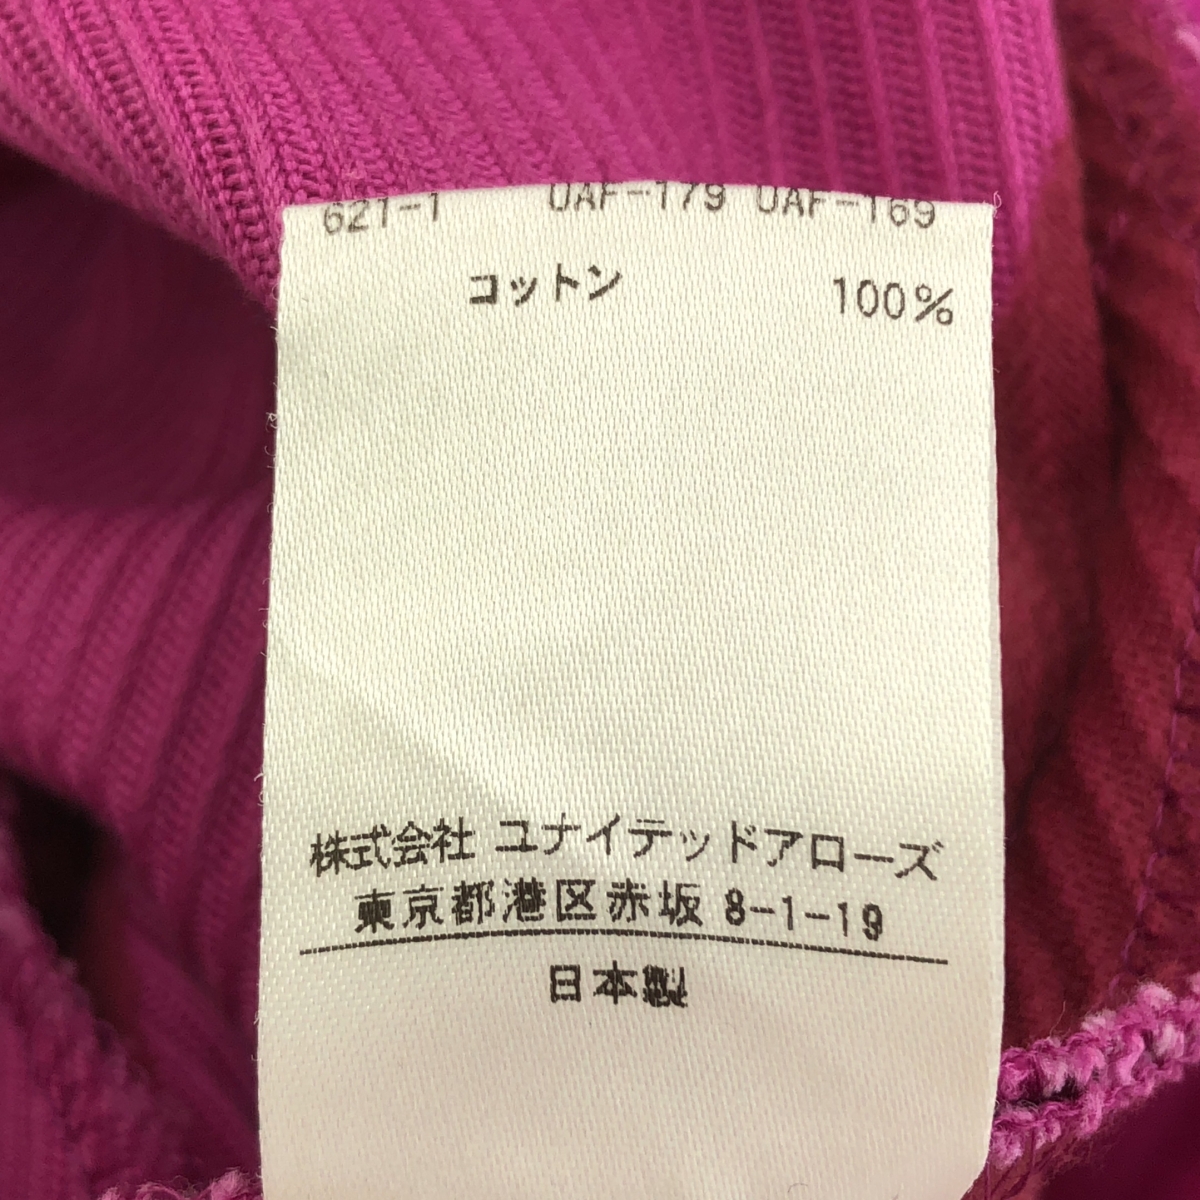 621-1 UAF-179 UAF-169
コットン 100%
株式会社 ユナイテッドアローズ
東京都港区赤坂 8-1-19
日本製